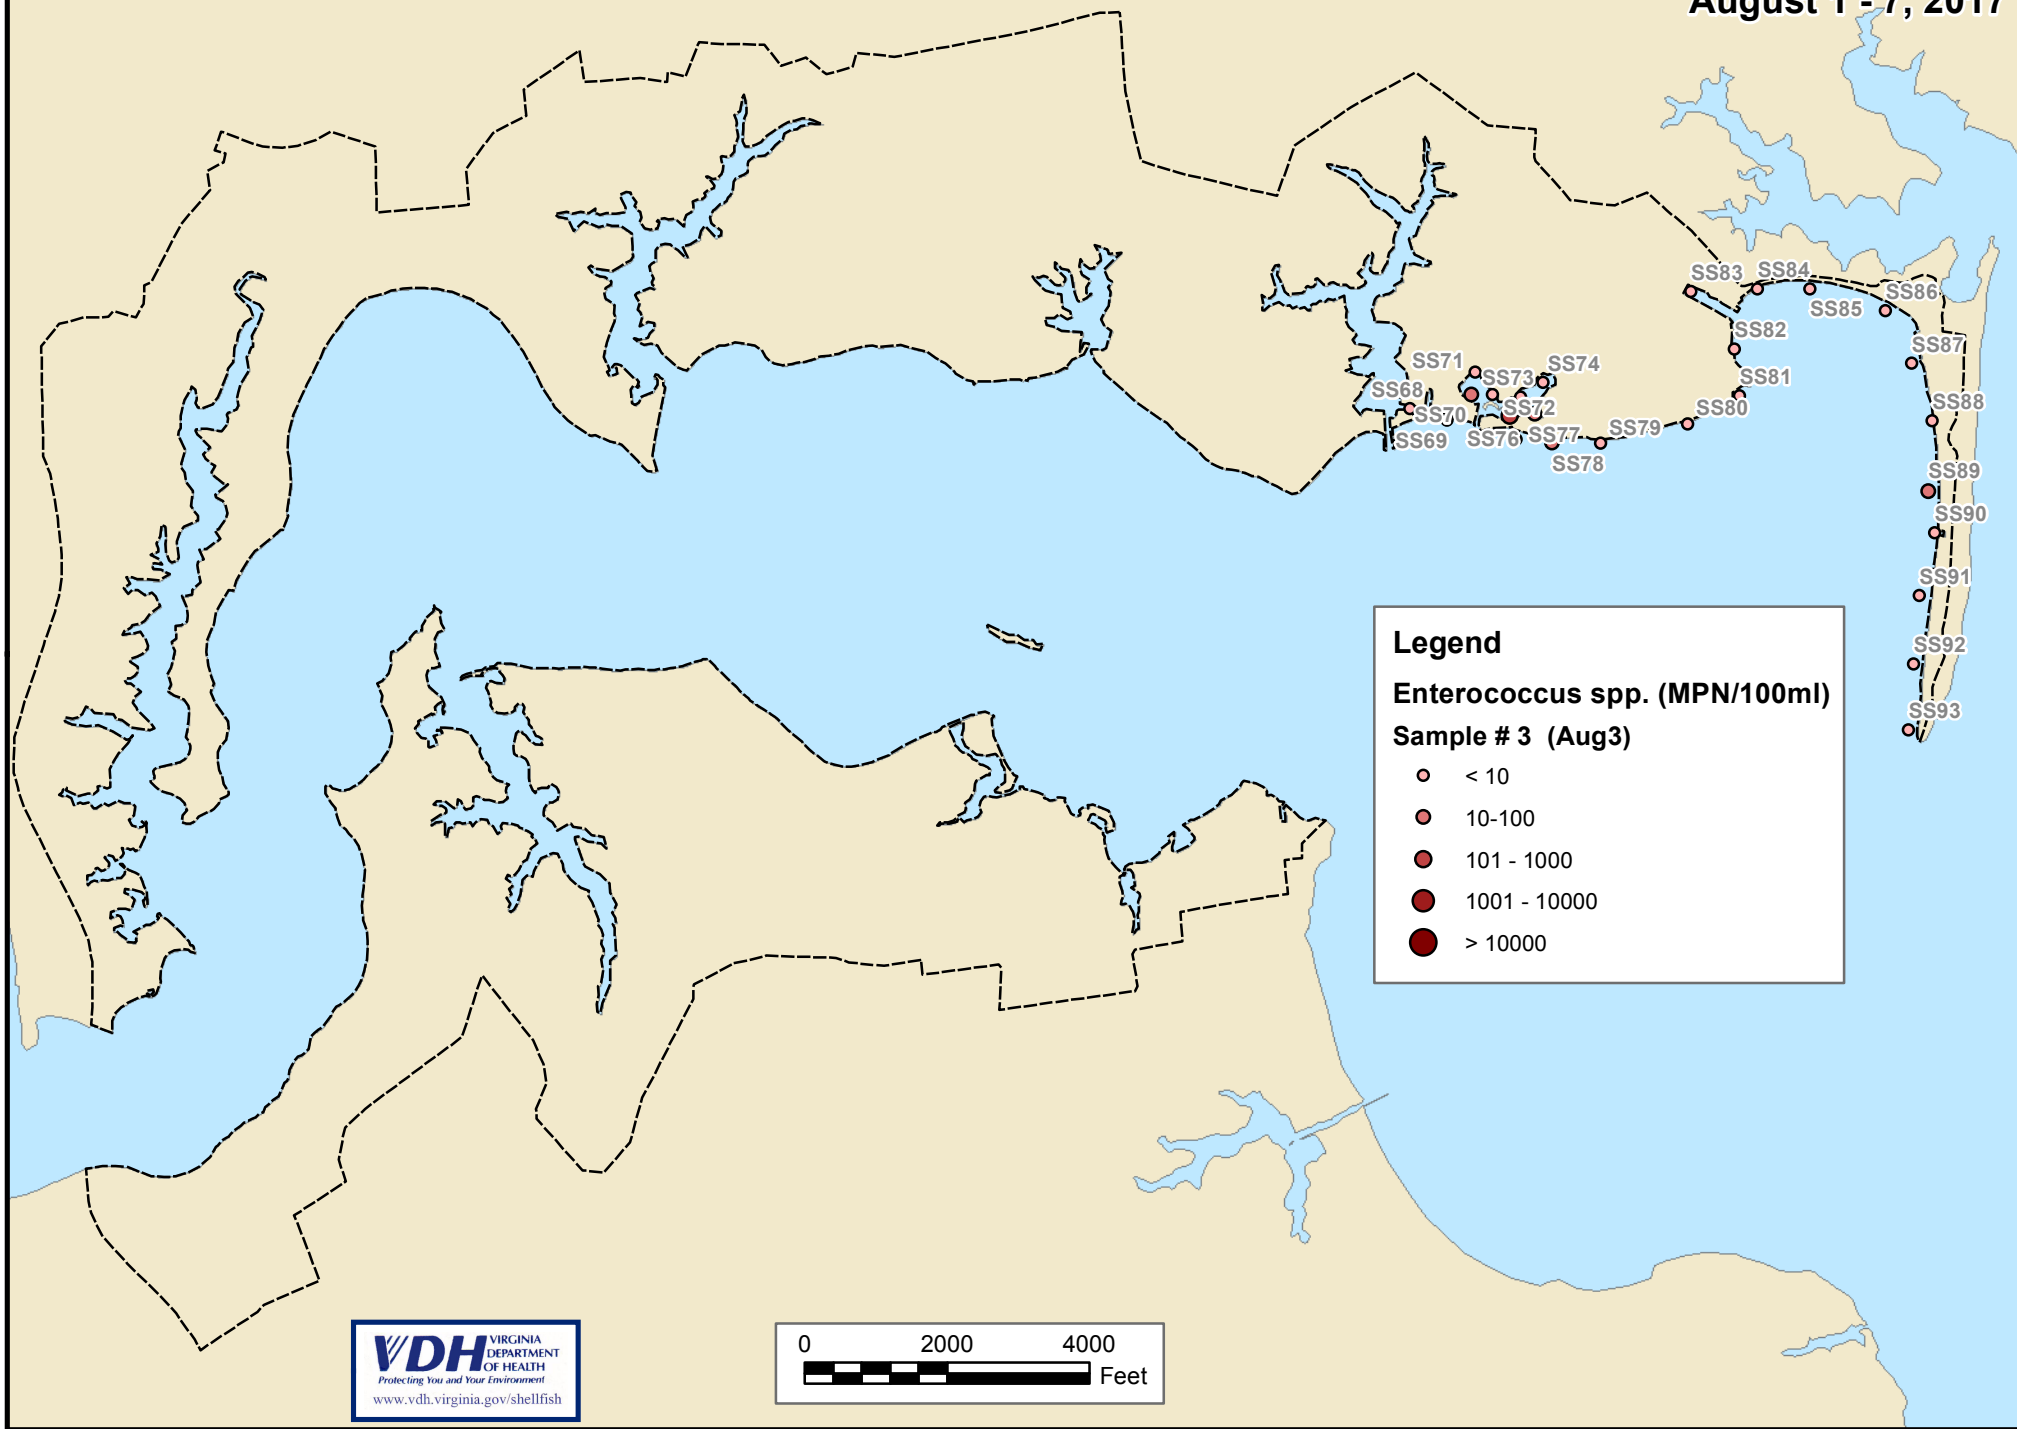 August 1 - 7, 2017
SS83
SS84
SS85
SS86
SS82
SS87
SS71
SS73
SS74
SS81
SS68
SS70
SS72
SS80
SS88
SS69
SS76
SS77
SS79
SS78
SS89
SS90
SS91
SS92
SS93
Legend
Enterococcus spp. (MPN/100ml)
Sample # 3 (Aug3)
< 10
10-100
101 - 1000
1001 - 10000
> 10000
VDH VIRGINIA
DEPARTMENT
OF HEALTH
Protecting You and Your Environment
www.vdh.virginia.gov/shellfish
0 2000 4000
Feet